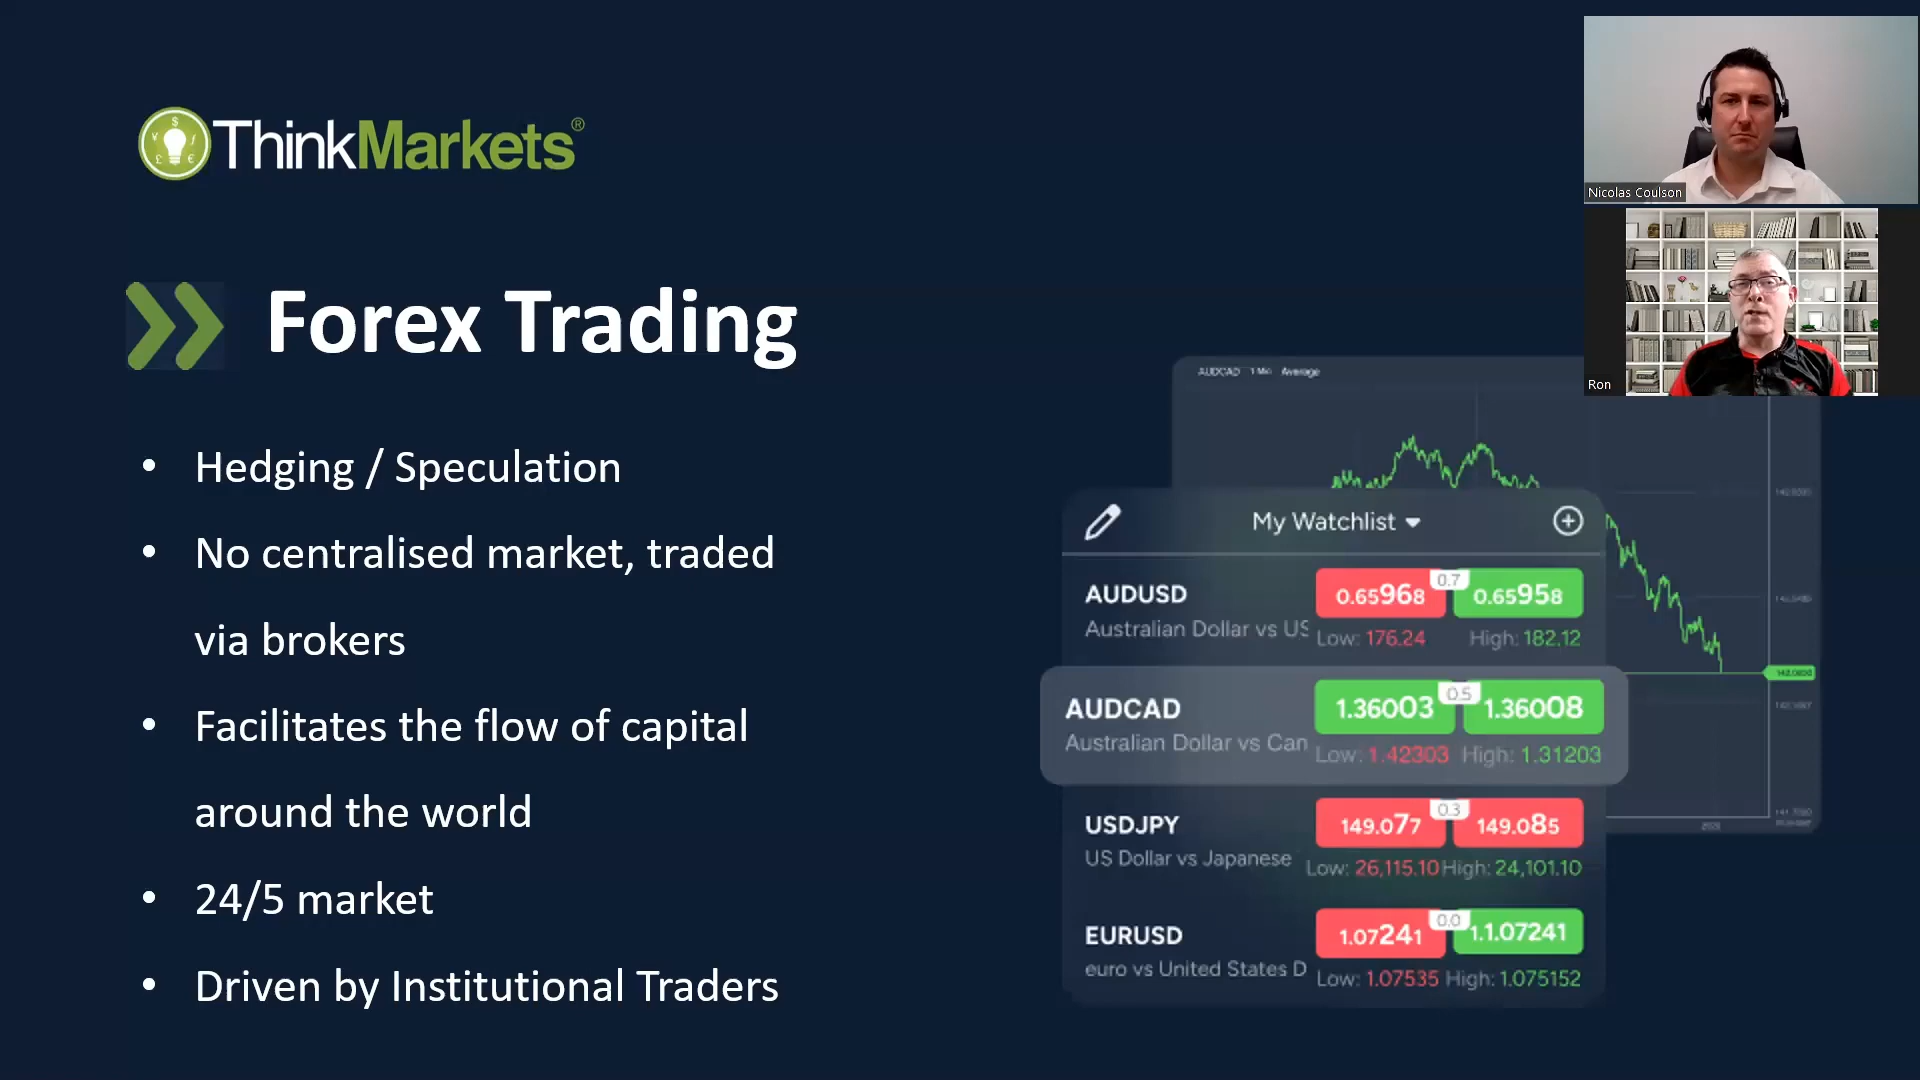 ThinkMarkets®
Forex Trading
• Hedging / Speculation
• No centralised market, traded
via brokers
• Facilitates the flow of capital
around the world
• 24/5 market
• Driven by Institutional Traders
Nicolas Coulson
Ron
AUDCAD 1 Min Average
My Watchlist
AUDUSD 0.65968 0.7 0.65958
Australian Dollar vs US Low: 176.24 High: 182.12
AUDCAD 1.36003 0.5 1.36008
Australian Dollar vs Can Low: 1.42303 High: 1.31203
USDJPY 149.077 0.3 149.085
US Dollar vs Japanese Low: 26,115.10 High: 24,101.10
EURUSD 1.07241 0.0 1.1.07241
euro vs United States D Low: 1.07535 High: 1.075152